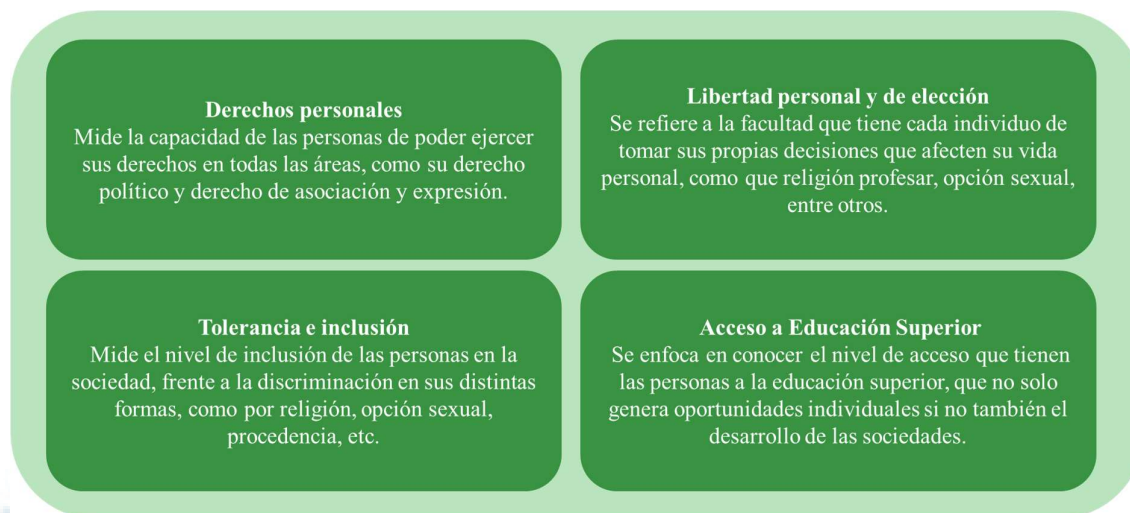 Derechos personales
Mide la capacidad de las personas de poder ejercer
sus derechos en todas las áreas, como su derecho
político y derecho de asociación y expresión.
Libertad personal y de elección
Se refiere a la facultad que tiene cada individuo de
tomar sus propias decisiones que afecten su vida
personal, como que religión profesar, opción sexual,
entre otros.
Tolerancia e inclusión
Mide el nivel de inclusión de las personas en la
sociedad, frente a la discriminación en sus distintas
formas, como por religión, opción sexual,
procedencia, etc.
Acceso a Educación Superior
Se enfoca en conocer el nivel de acceso que tienen
las personas a la educación superior, que no solo
genera oportunidades individuales si no también el
desarrollo de las sociedades.